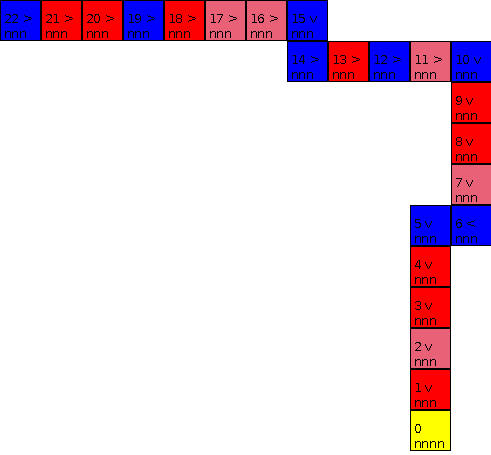 22 > 21 > 20 > 19 > 18 > 17 > 16 > 15 v
nnn nnn nnn nnn nnn nnn nnn nnn
14 > 13 > 12 > 11 > 10 v
nnn nnn nnn nnn nnn
9 v
nnn
8 v
nnn
7 v
nnn
5 v 6 <
nnn nnn
4 v
nnn
3 v
nnn
2 v
nnn
1 v
nnn
0
nnnn